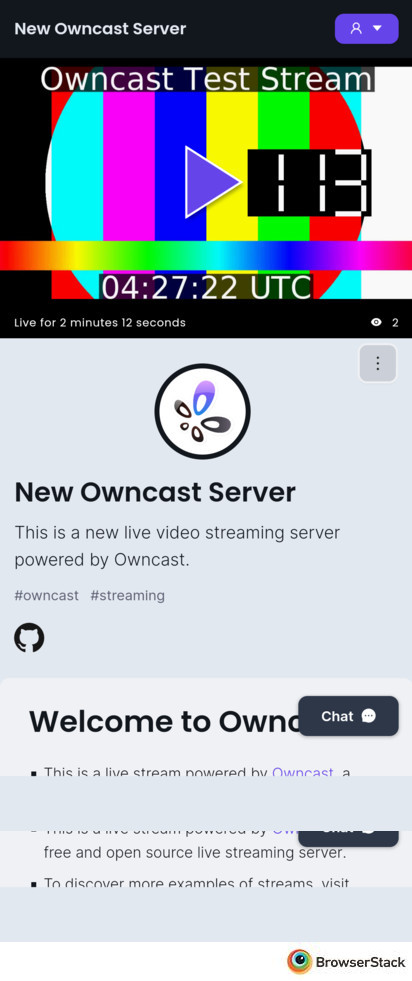 New Owncast Server
Owncast Test Stream
113
04:27:22 UTC
Live for 2 minutes 12 seconds
2
New Owncast Server
This is a new live video streaming server
powered by Owncast.
#owncast #streaming
Welcome to Ownc
Chat
This is a live stream powered by Owncast, a
This is a live stream powered by Ow
Chat
free and open source live streaming server.
To discover more examples of streams, visit
BrowserStack